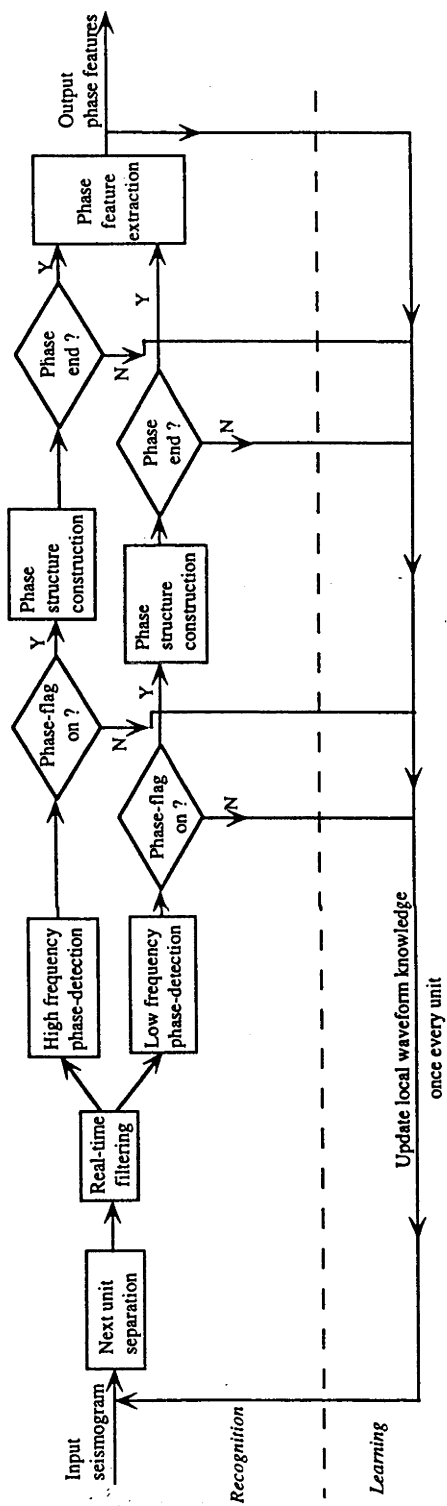 Input
seismogram
Next unit
separation
Real-time
filtering
High frequency
phase-detection
Low frequency
phase-detection
Phase-flag
on ?
Y
N
Phase-flag
on ?
Y
N
Phase
structure
construction
Phase
structure
construction
Phase
end ?
Y
N
Phase
end ?
Y
N
Phase
feature
extraction
Output
phase features
Recognition
Learning
Update local waveform knowledge
once every unit